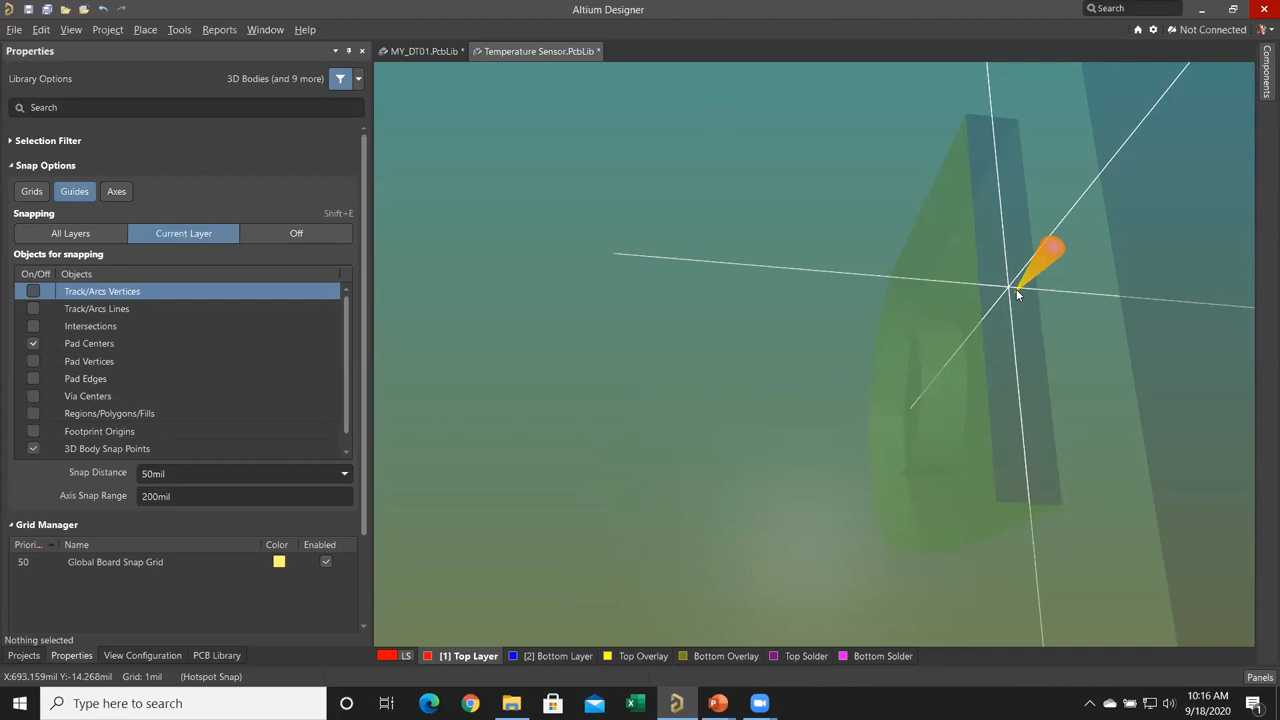 Altium Designer
Search
File Edit View Project Place Tools Reports Window Help
Not Connected
Properties
MY_DT01.PcbLib *
Temperature Sensor.PcbLib *
Components
Library Options
3D Bodies (and 9 more)
Search
Selection Filter
Snap Options
Grids Guides Axes
Snapping Shift+E
All Layers Current Layer Off
Objects for snapping
On/Off Objects
Track/Arcs Vertices
Track/Arcs Lines
Intersections
Pad Centers
Pad Vertices
Pad Edges
Via Centers
Regions/Polygons/Fills
Footprint Origins
3D Body Snap Points
Snap Distance 50mil
Axis Snap Range 200mil
Grid Manager
Priori... Name Color Enabled
50 Global Board Snap Grid
Nothing selected
Projects Properties View Configuration PCB Library
LS [1] Top Layer [2] Bottom Layer Top Overlay Bottom Overlay Top Solder Bottom Solder
X:693.159mil Y:-14.268mil Grid: 1mil (Hotspot Snap)
Panels
Type here to search
10:16 AM
9/18/2020
1